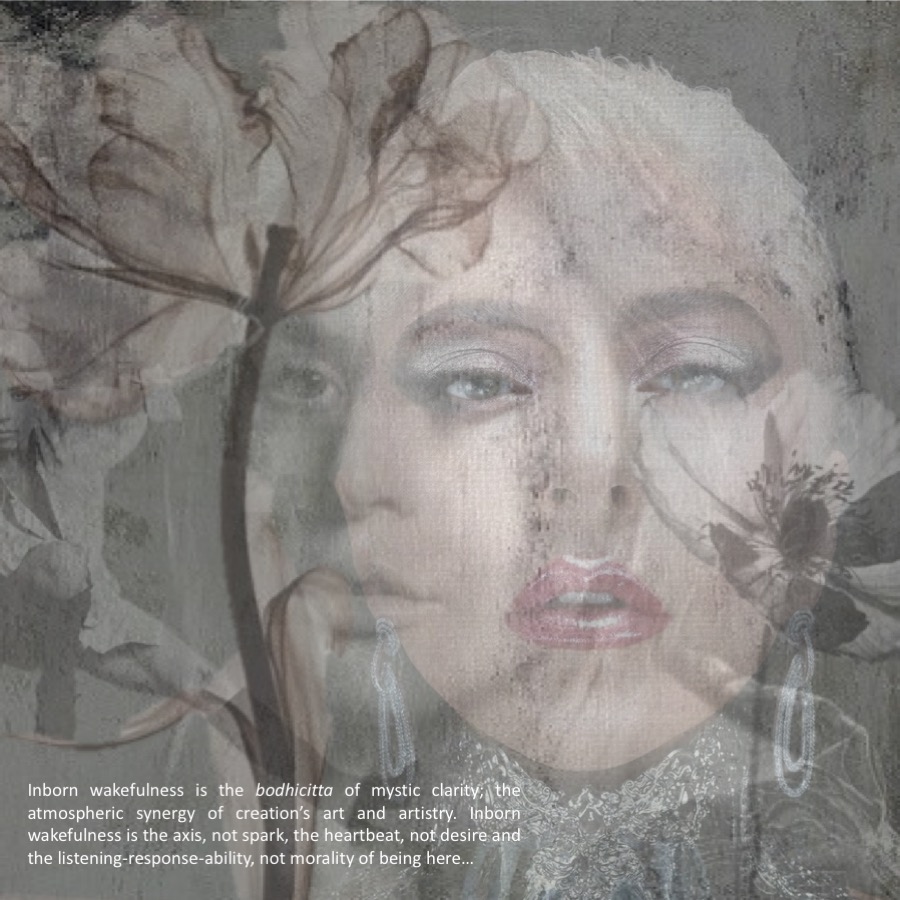 Inborn wakefulness is the bodhicitta of mystic clarity; the
atmospheric synergy of creation’s art and artistry. Inborn
wakefulness is the axis, not spark, the heartbeat, not desire and
the listening-response-ability, not morality of being here…